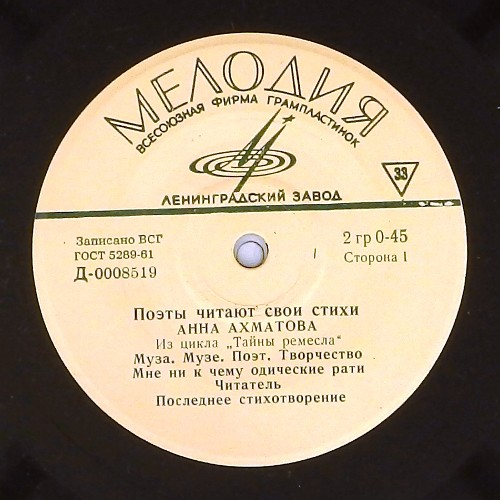 МЕЛОДИЯ
ВСЕСОЮЗНАЯ ФИРМА ГРАМПЛАСТИНОК
33
ЛЕНИНГРАДСКИЙ ЗАВОД
Записано ВСГ
ГОСТ 5289-61
Д-0008519
2 гр 0-45
Сторона 1
Поэты читают свои стихи
АННА АХМАТОВА
Из цикла „Тайны ремесла“
Муза. Музе. Поэт. Творчество
Мне ни к чему одические рати
Читатель
Последнее стихотворение